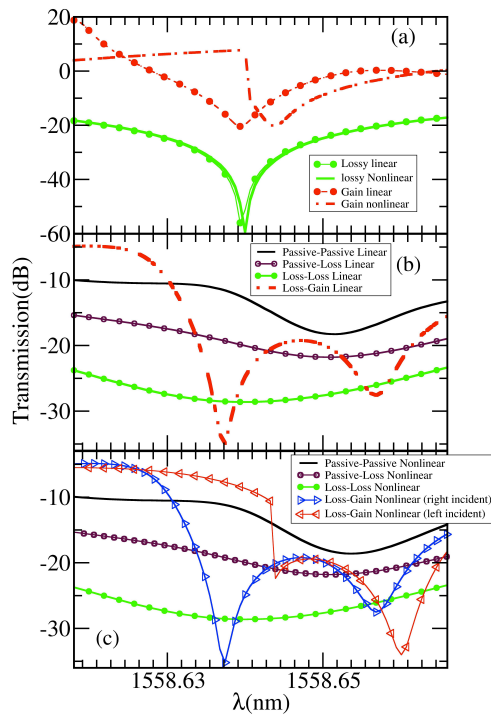 20
(a)
0
-20
Lossy linear
lossy Nonlinear
Gain linear
Gain nonlinear
-40
-60
Passive-Passive Linear
Passive-Loss Linear
Loss-Loss Linear
Loss-Gain Linear
(b)
-10
-20
-30
Transmission(dB)
Passive-Passive Nonlinear
Passive-Loss Nonlinear
Loss-Loss Nonlinear
Loss-Gain Nonlinear (right incident)
Loss-Gain Nonlinear (left incident)
-10
-20
-30
(c)
1558.63
1558.65
λ(nm)